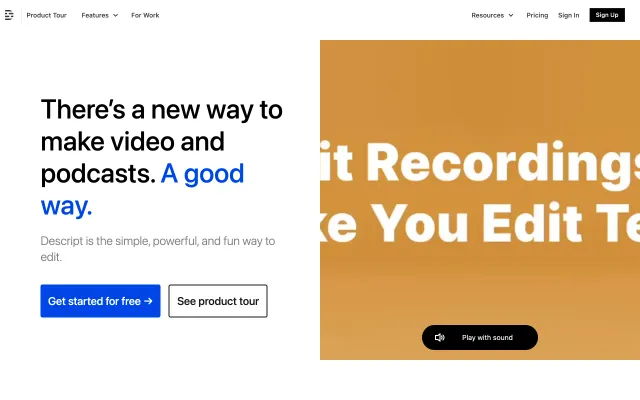 Product Tour
Features
For Work
Resources
Pricing
Sign In
Sign Up
There's a new way to
make video and
podcasts. A good
way.
Descript is the simple, powerful, and fun way to
edit.
Get started for free →
See product tour
it Recordings
ke You Edit Te
Play with sound